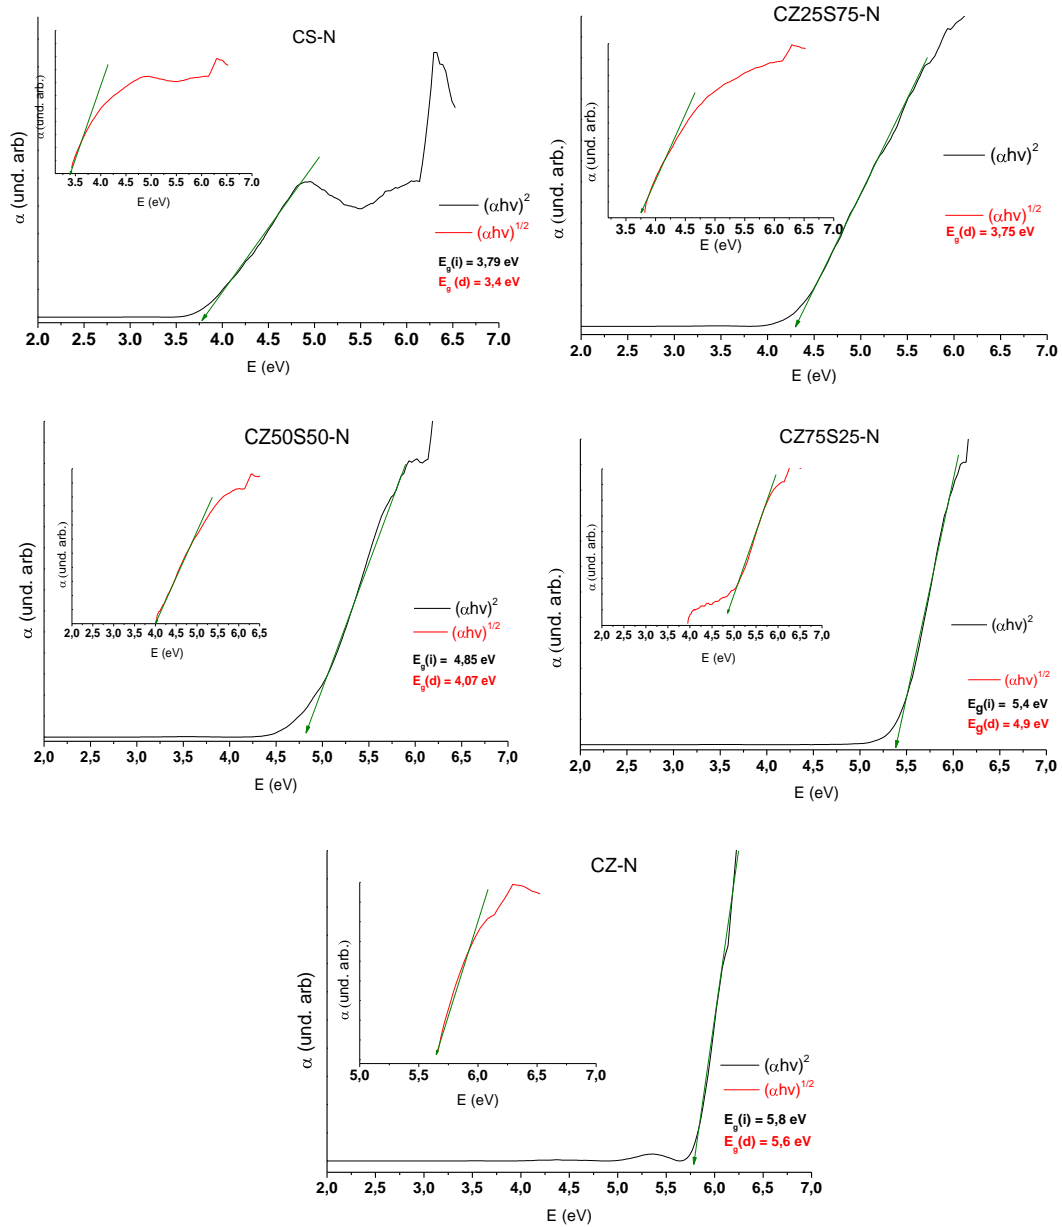 CS-N
α (und. arb)
α (und. arb.)
3.5 4.0 4.5 5.0 5.5 6.0 6.5 7.0
E (eV)
(αhv)²
(αhv)^1/2
E_g(i) = 3,79 eV
E_g (d) = 3,4 eV
2.0 2.5 3.0 3.5 4.0 4.5 5.0 5.5 6.0 6.5 7.0
E (eV)
CZ25S75-N
α (und. arb.)
α (und. arb.)
3.5 4.0 4.5 5.0 5.5 6.0 6.5 7.0
E (eV)
(αhv)²
(αhv)^1/2
E_g(d) = 3,75 eV
2.0 2.5 3.0 3.5 4.0 4.5 5.0 5.5 6.0 6.5 7.0
E (eV)
CZ50S50-N
α (und. arb)
α (und. arb.)
2,0 2,5 3,0 3,5 4,0 4,5 5,0 5,5 6,0 6,5
E (eV)
(αhv)²
(αhv)^1/2
E_g(i) = 4,85 eV
E_g(d) = 4,07 eV
2,0 2,5 3,0 3,5 4,0 4,5 5,0 5,5 6,0 6,5 7,0
E (eV)
CZ75S25-N
α (und. arb.)
α (und. arb.)
2,0 2,5 3,0 3,5 4,0 4,5 5,0 5,5 6,0 6,5 7,0
E (eV)
(αhv)²
(αhv)^1/2
Eg(i) = 5,4 eV
Eg(d) = 4,9 eV
2,0 2,5 3,0 3,5 4,0 4,5 5,0 5,5 6,0 6,5 7,0
E (eV)
CZ-N
α (und. arb)
α (und. arb.)
5,0 5,5 6,0 6,5 7,0
E (eV)
(αhv)²
(αhv)^1/2
E_g(i) = 5,8 eV
E_g(d) = 5,6 eV
2,0 2,5 3,0 3,5 4,0 4,5 5,0 5,5 6,0 6,5 7,0
E (eV)